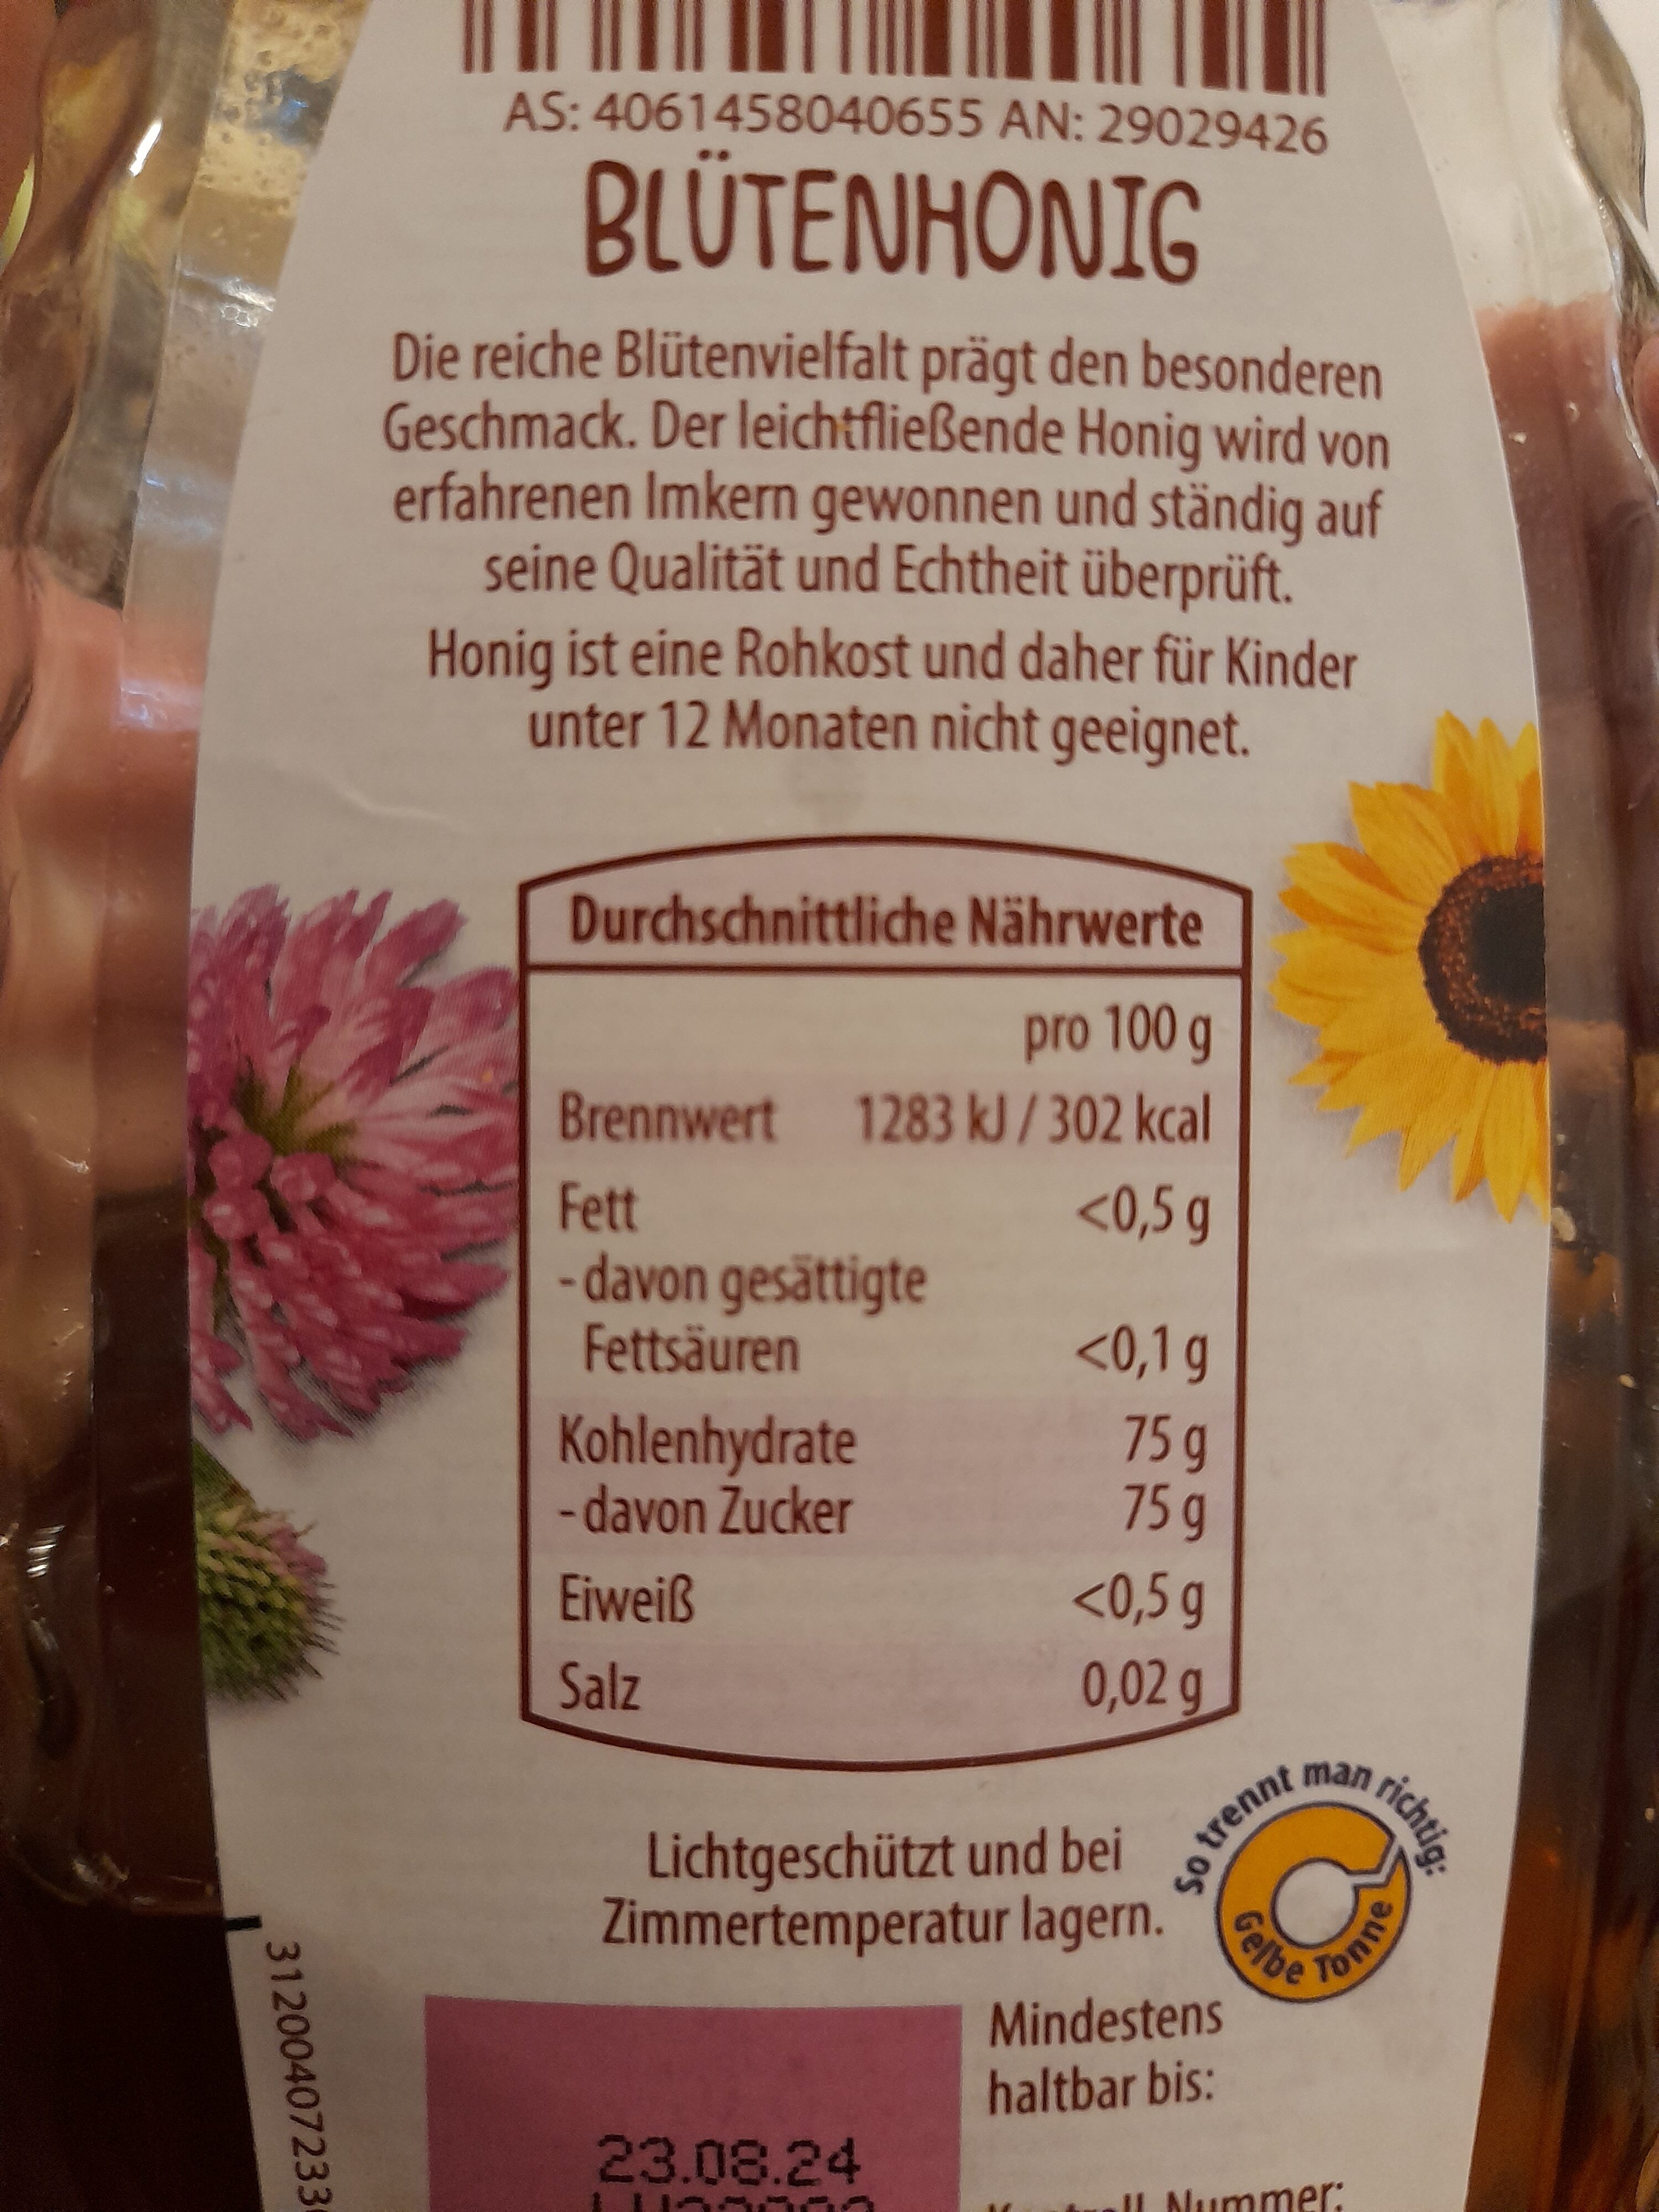 AS: 4061458040655 AN: 29029426
BLÜTENHONIG
Die reiche Blütenvielfalt prägt den besonderen
Geschmack. Der leichtfließende Honig wird von
erfahrenen Imkern gewonnen und ständig auf
seine Qualität und Echtheit überprüft.
Honig ist eine Rohkost und daher für Kinder
unter 12 Monaten nicht geeignet.
Durchschnittliche Nährwerte
pro 100 g
Brennwert 1283 kJ / 302 kcal
Fett <0,5 g
- davon gesättigte
Fettsäuren <0,1 g
Kohlenhydrate 75 g
- davon Zucker 75 g
Eiweiß <0,5 g
Salz 0,02 g
Lichtgeschützt und bei
Zimmertemperatur lagern.
So trennt man richtig:
Gelbe Tonne
Mindestens
haltbar bis:
23.08.24
Nummer: